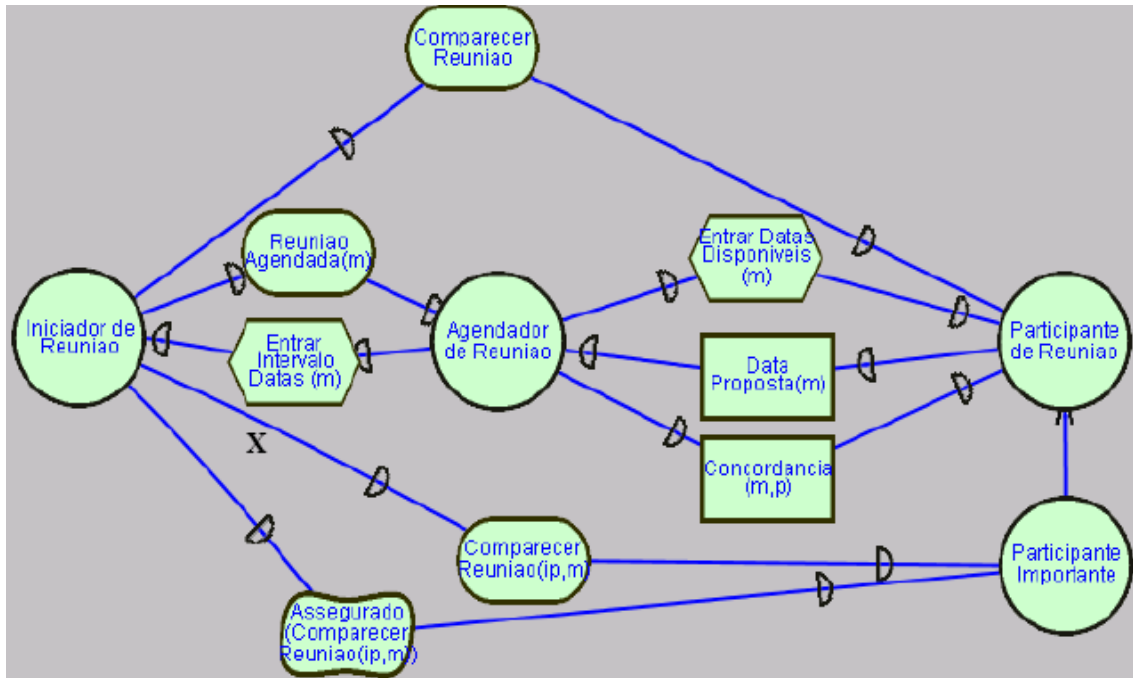 Comparecer
Reuniao
Reuniao
Agendada(m)
Entrar Datas
Disponiveis
(m)
Iniciador de
Reuniao
Entrar
Intervalo
Datas (m)
Agendador
de Reuniao
Data
Proposta(m)
Participante
de Reuniao
X
Concordancia
(m,p)
Comparecer
Reuniao(ip,m)
Participante
Importante
Assegurado
(Comparecer
Reuniao(ip,m))